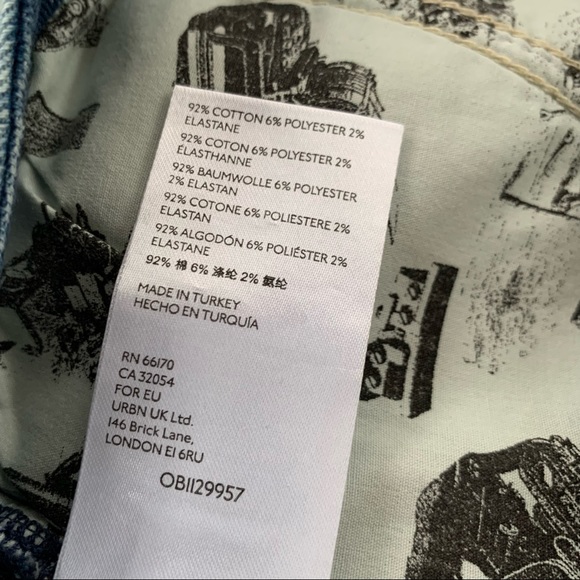 92% COTTON 6% POLYESTER 2%
ELASTANE
92% COTON 6% POLYESTER 2%
ÉLASTHANNE
92% BAUMWOLLE 6% POLYESTER
2% ELASTAN
92% COTONE 6% POLIESTERE 2%
ELASTAN
92% ALGODÓN 6% POLIÉSTER 2%
ELASTANE
92% 棉 6% 涤纶 2% 氨纶
MADE IN TURKEY
HECHO EN TURQUÍA
RN 66170
CA 32054
FOR EU
URBN UK Ltd.
146 Brick Lane,
LONDON E1 6RU
OB1129957